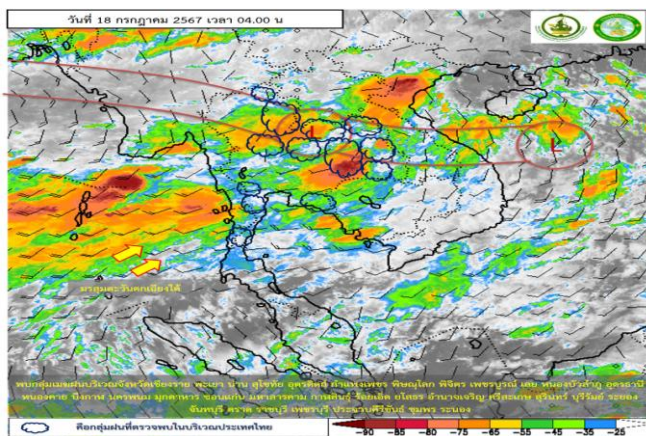 วันที่ 18 กรกฎาคม 2567 เวลา 04.00 น
L
L
มรสุมตะวันตกเฉียงใต้
พบกลุ่มเมฆฝนบริเวณจังหวัดเชียงราย พะเยา น่าน สุโขทัย อุตรดิตถ์ กำแพงเพชร พิษณุโลก พิจิตร เพชรบูรณ์ เลย หนองบัวลำภู อุดรธานี
หนองคาย บึงกาฬ นครพนม มุกดาหาร ขอนแก่น มหาสารคาม กาฬสินธุ์ ร้อยเอ็ด ยโสธร อำนาจเจริญ ศรีสะเกษ สุรินทร์ บุรีรัมย์ ระยอง
จันทบุรี ตราด ราชบุรี เพชรบุรี ประจวบคีรีขันธ์ ชุมพร ระนอง
คือกลุ่มฝนที่ตรวจพบในบริเวณประเทศไทย
-90 -80 -75 -65 -55 -45 -35 -25